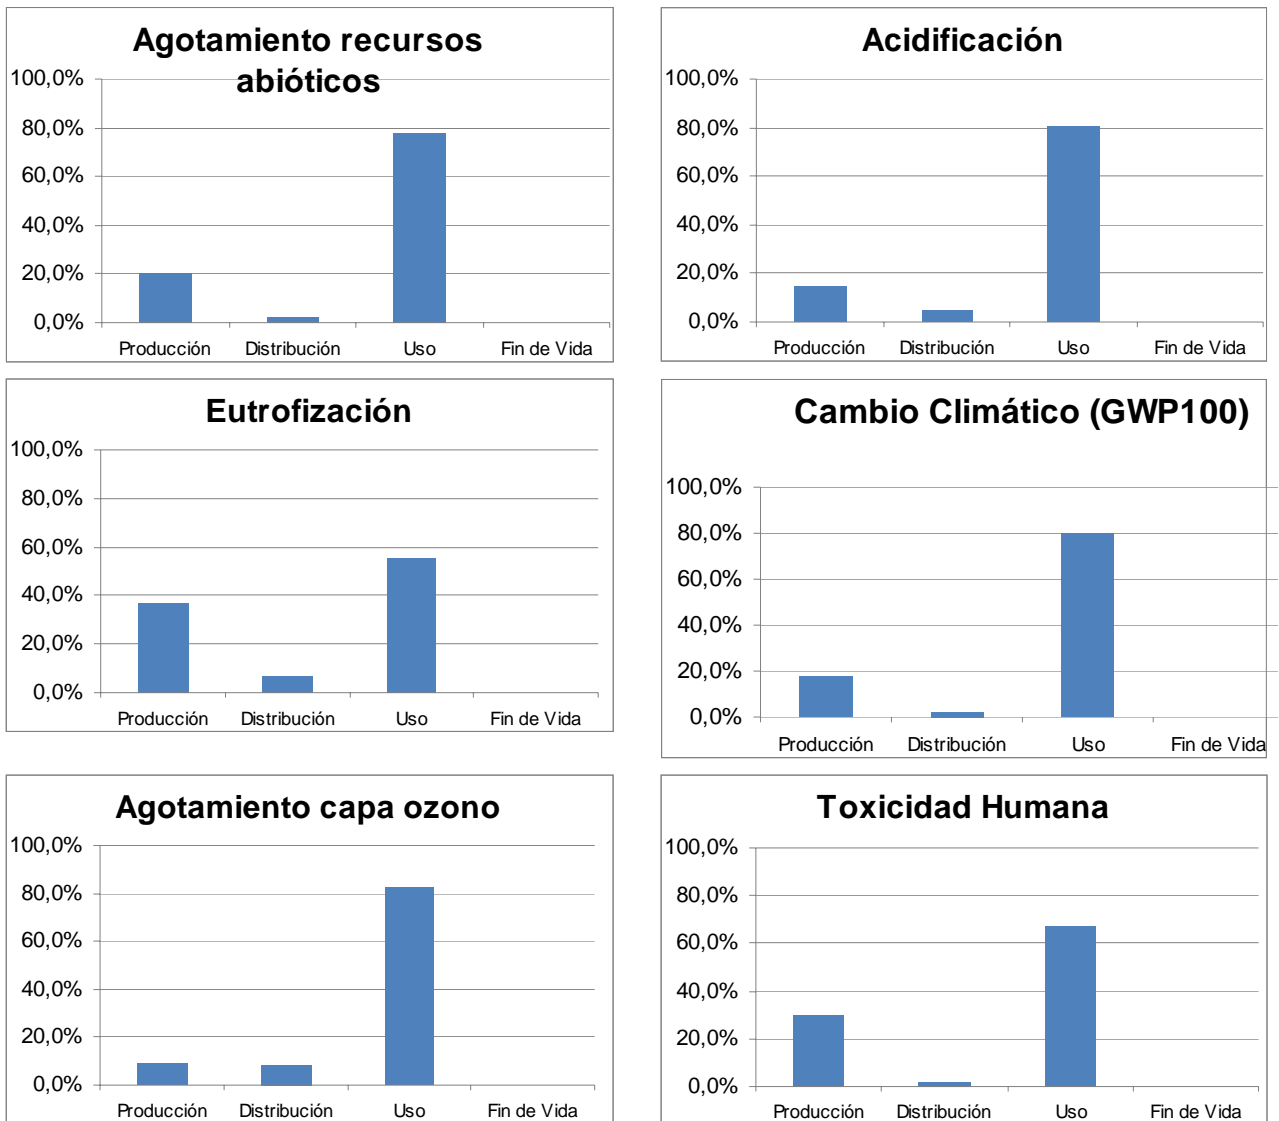 Agotamiento recursos
abióticos
100,0%
80,0%
60,0%
40,0%
20,0%
0,0%
Producción Distribución Uso Fin de Vida
Acidificación
100,0%
80,0%
60,0%
40,0%
20,0%
0,0%
Producción Distribución Uso Fin de Vida
Eutrofización
100,0%
80,0%
60,0%
40,0%
20,0%
0,0%
Producción Distribución Uso Fin de Vida
Cambio Climático (GWP100)
100,0%
80,0%
60,0%
40,0%
20,0%
0,0%
Producción Distribución Uso Fin de Vida
Agotamiento capa ozono
100,0%
80,0%
60,0%
40,0%
20,0%
0,0%
Producción Distribución Uso Fin de Vida
Toxicidad Humana
100,0%
80,0%
60,0%
40,0%
20,0%
0,0%
Producción Distribución Uso Fin de Vida